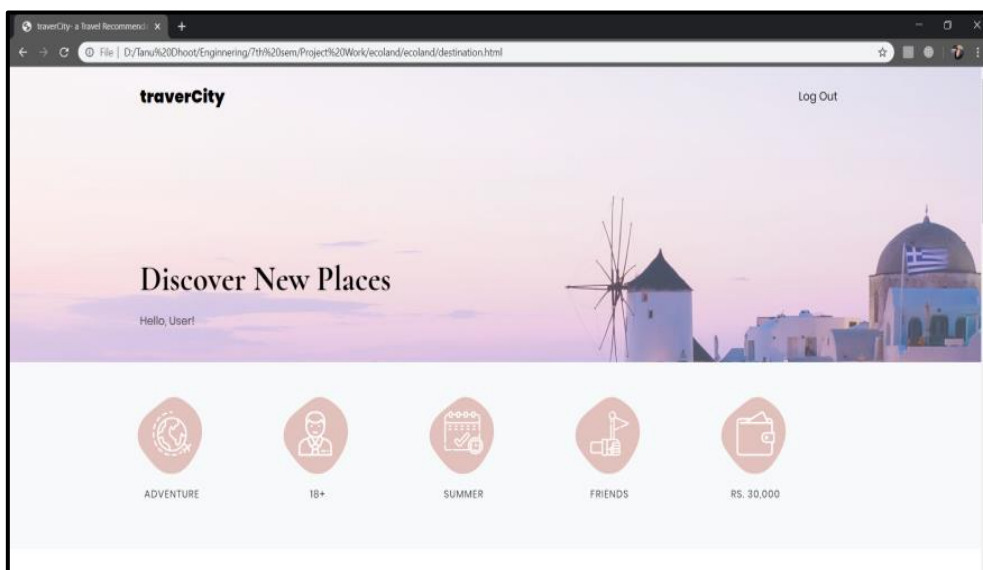 traverCity- a Travel Recommend
File | D:/Tanu%20Dhoot/Enginnering/7th%20sem/Project%20Work/ecoland/ecoland/destination.html
traverCity
Log Out
Discover New Places
Hello, User!
ADVENTURE
18+
SUMMER
FRIENDS
RS. 30,000